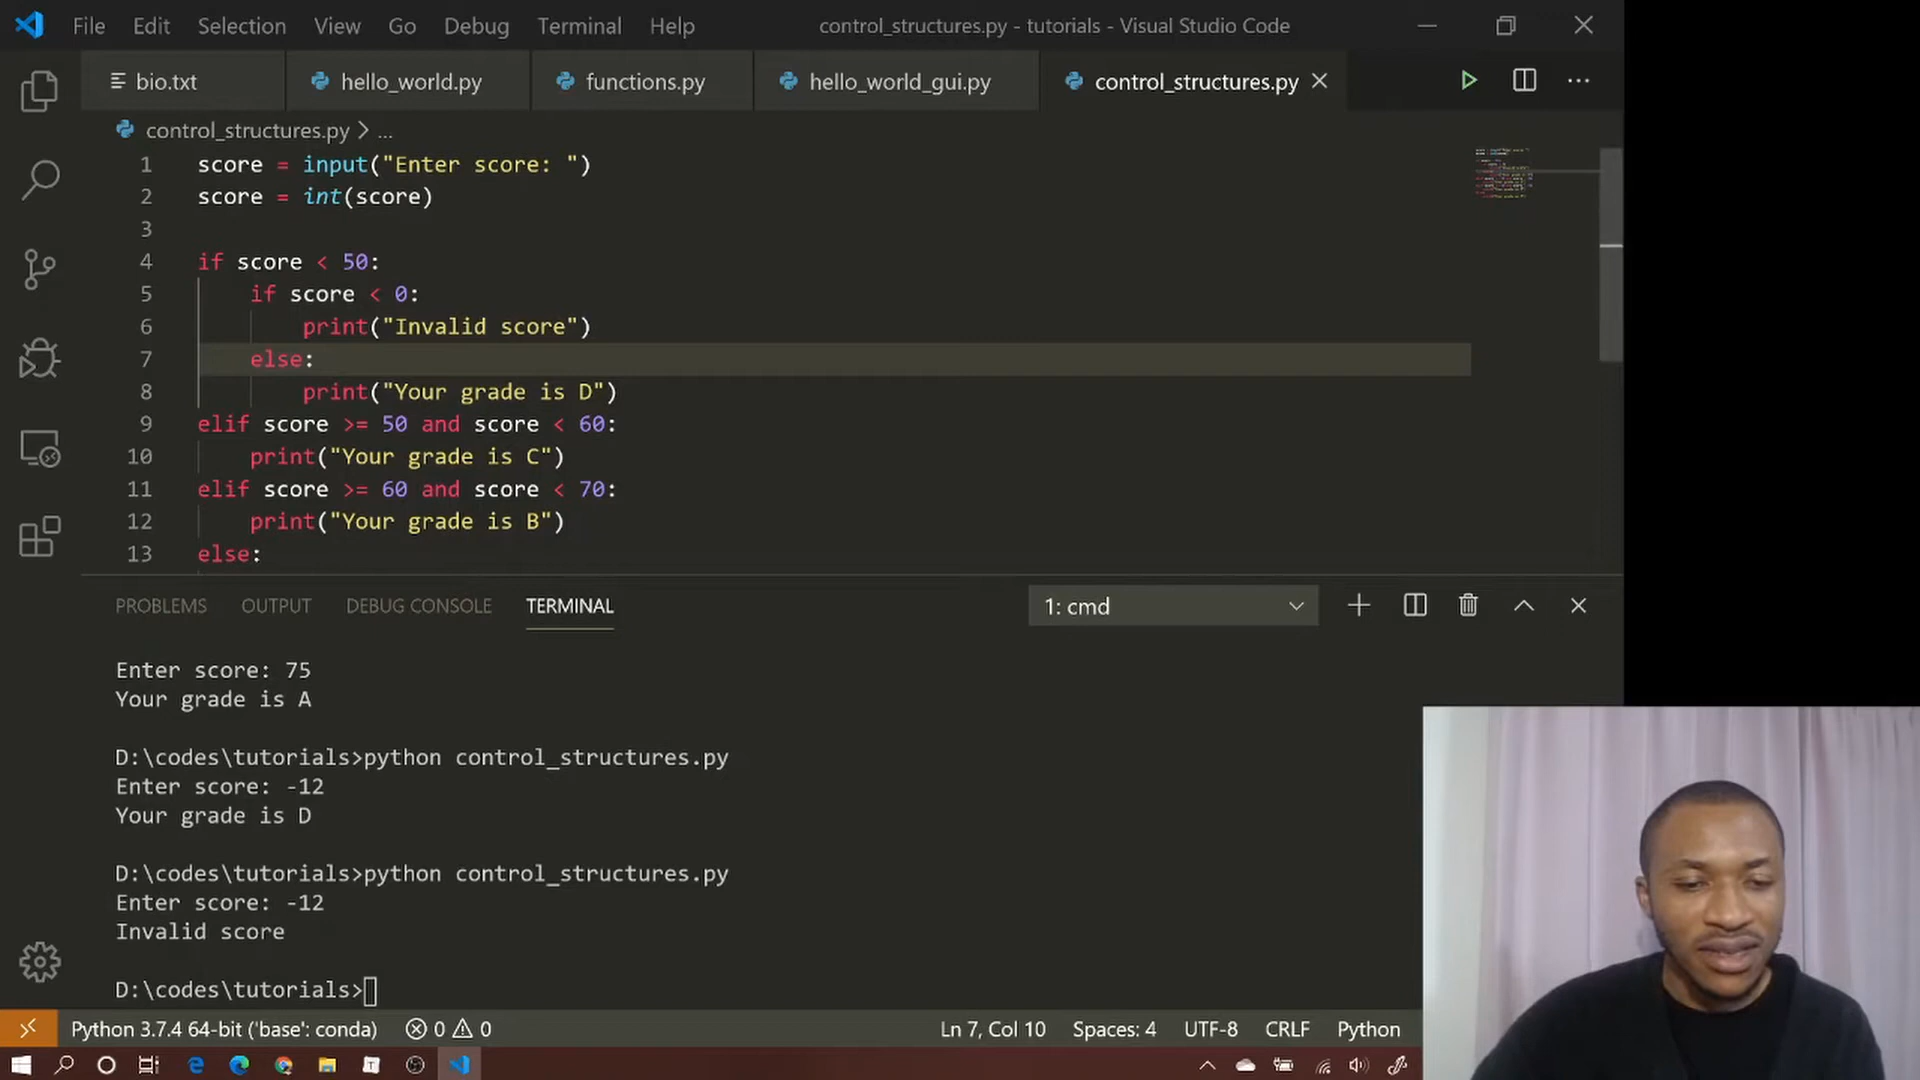 File Edit Selection View Go Debug Terminal Help control_structures.py - tutorials - Visual Studio Code
bio.txt hello_world.py functions.py hello_world_gui.py control_structures.py
control_structures.py > ...
1 score = input("Enter score: ")
2 score = int(score)
3
4 if score < 50:
5 if score < 0:
6 print("Invalid score")
7 else:
8 print("Your grade is D")
9 elif score >= 50 and score < 60:
10 print("Your grade is C")
11 elif score >= 60 and score < 70:
12 print("Your grade is B")
13 else:
PROBLEMS OUTPUT DEBUG CONSOLE TERMINAL 1: cmd
Enter score: 75
Your grade is A
D:\codes\tutorials>python control_structures.py
Enter score: -12
Your grade is D
D:\codes\tutorials>python control_structures.py
Enter score: -12
Invalid score
D:\codes\tutorials>
Python 3.7.4 64-bit ('base': conda) 0 0 Ln 7, Col 10 Spaces: 4 UTF-8 CRLF Python